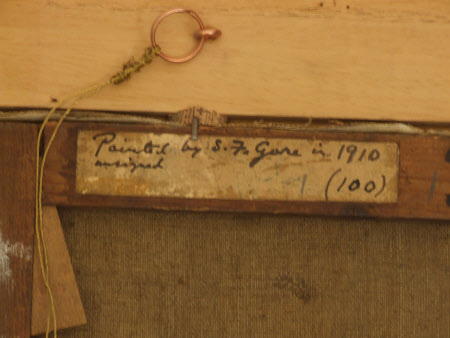 Painted by S. F. Gore in 1910
unsigned
(100)